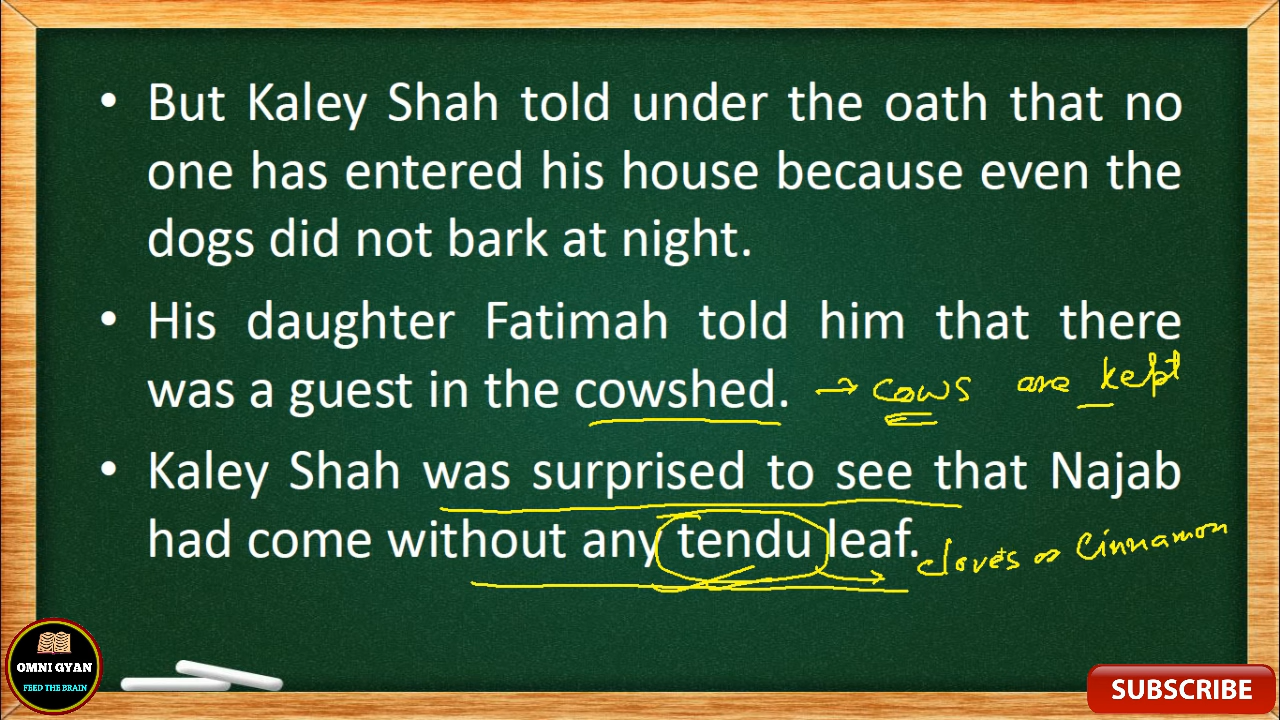 • But Kaley Shah told under the oath that no
one has entered his house because even the
dogs did not bark at night.
• His daughter Fatimah told him that there
was a guest in the cowshed. → cows are kept
• Kaley Shah was surprised to see that Najab
had come without any tendu leaf. → cloves or Cinnamon
OMNI GYAN
FEED THE BRAIN
SUBSCRIBE